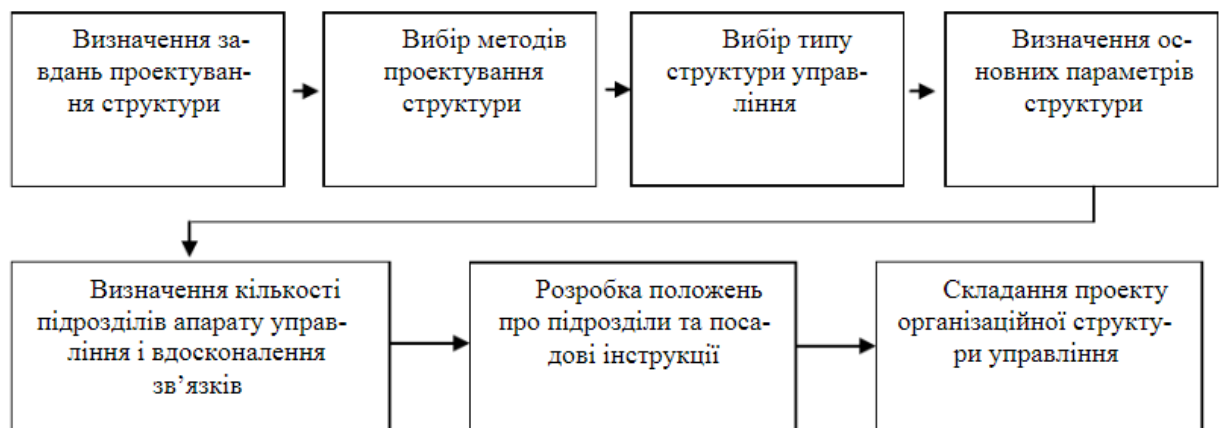 Визначення за-
вдань проектуван-
ня структури
Вибір методів
проектування
структури
Вибір типу
структури управ-
ління
Визначення ос-
новних параметрів
структури
Визначення кількості
підрозділів апарату управ-
ління і вдосконалення
зв’язків
Розробка положень
про підрозділи та поса-
дові інструкції
Складання проекту
організаційної структу-
ри управління